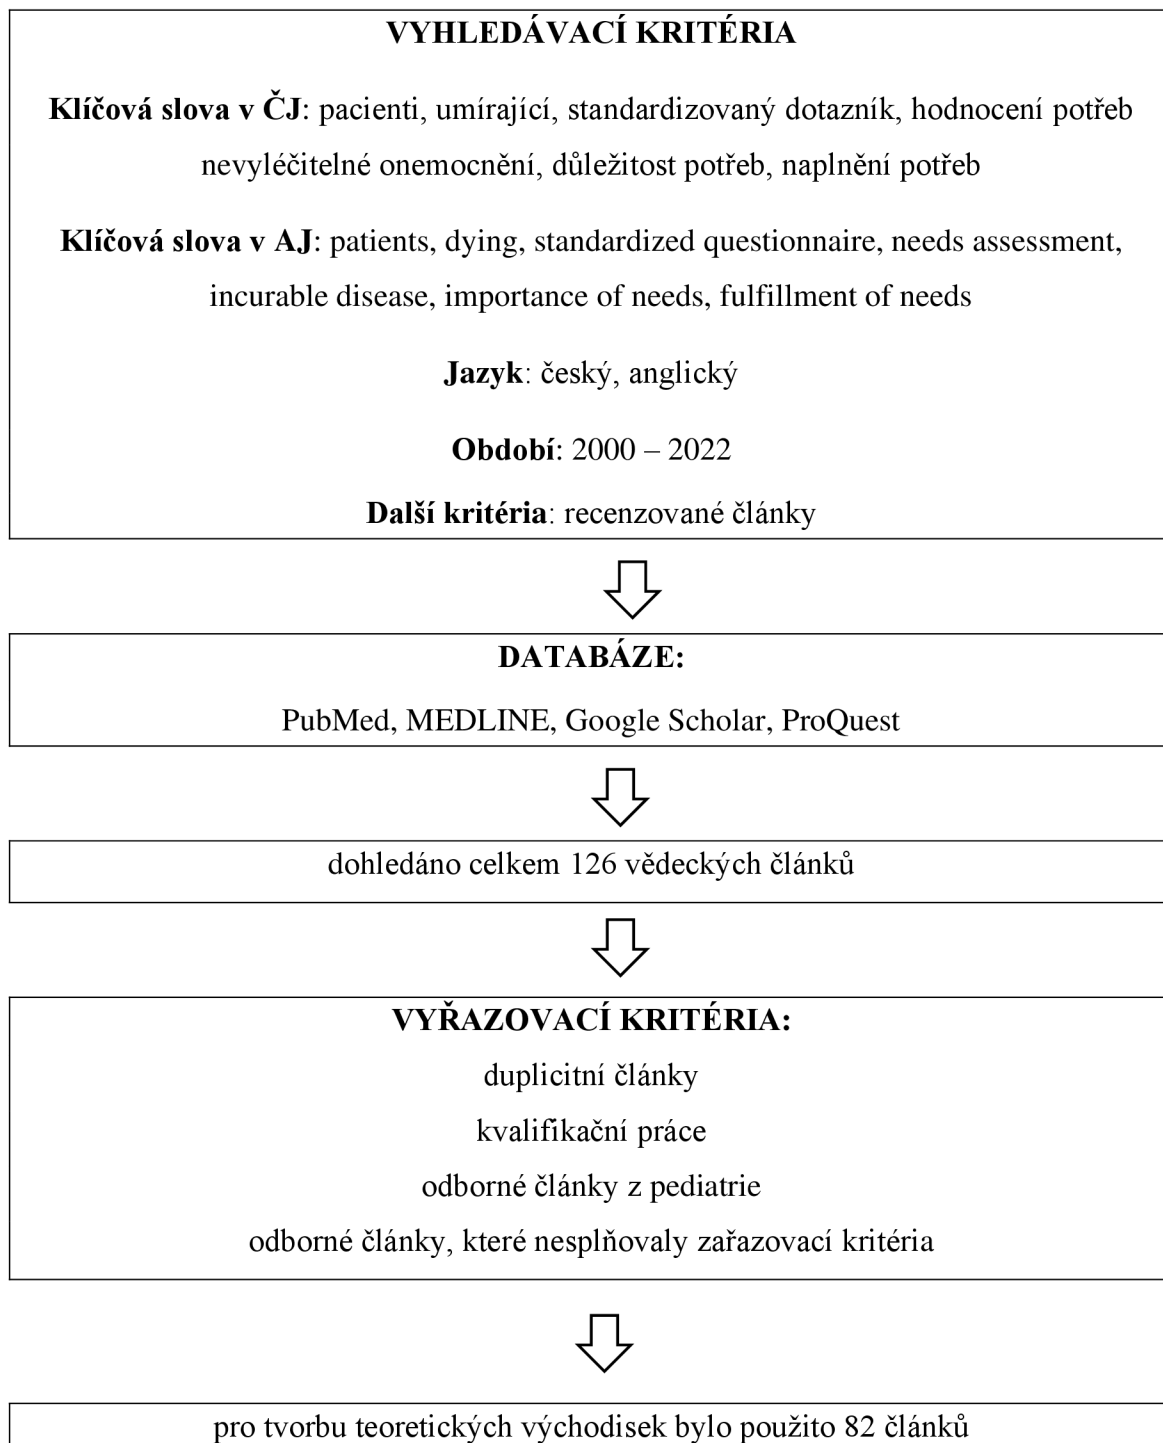 VYHLEDÁVACÍ KRITÉRIA
Klíčová slova v ČJ: pacienti, umírající, standardizovaný dotazník, hodnocení potřeb
nevyléčitelné onemocnění, důležitost potřeb, naplnění potřeb
Klíčová slova v AJ: patients, dying, standardized questionnaire, needs assessment,
incurable disease, importance of needs, fulfillment of needs
Jazyk: český, anglický
Období: 2000 – 2022
Další kritéria: recenzované články
DATABÁZE:
PubMed, MEDLINE, Google Scholar, ProQuest
dohledáno celkem 126 vědeckých článků
VYŘAZOVACÍ KRITÉRIA:
duplicitní články
kvalifikační práce
odborné články z pediatrie
odborné články, které nesplňovaly zařazovací kritéria
pro tvorbu teoretických východisek bylo použito 82 článků